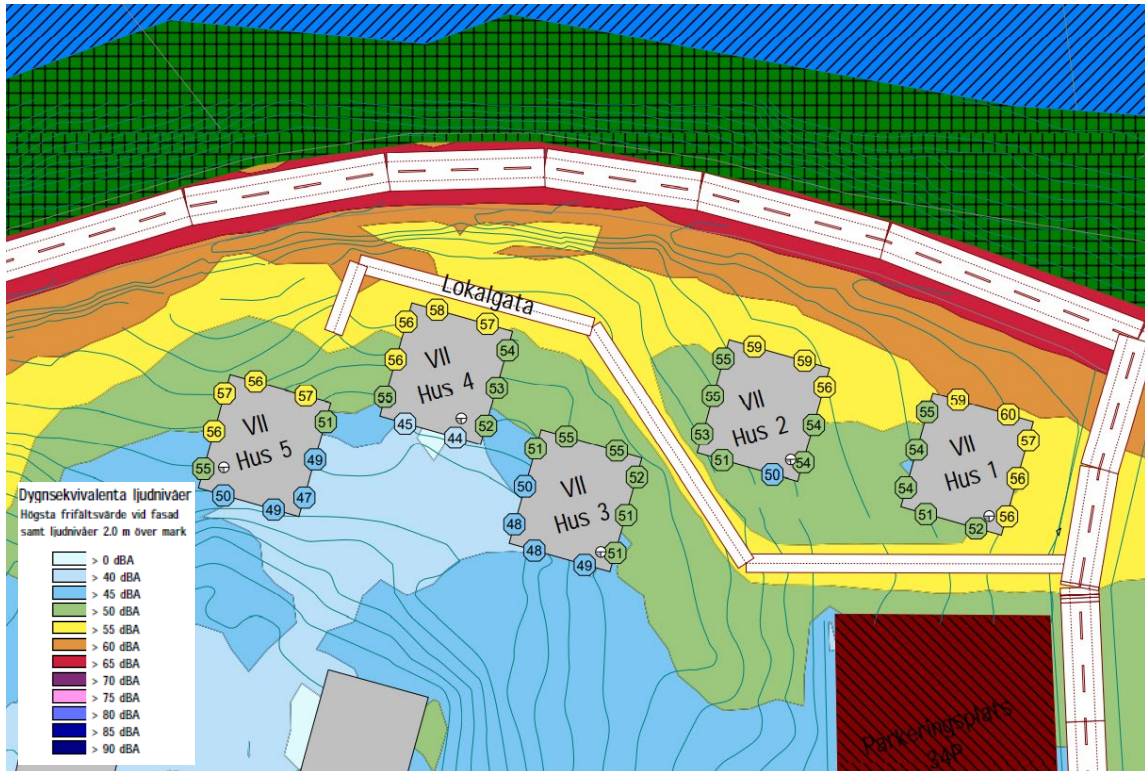 Lokalgata
58
56
57
56
54
VII
Hus 4
55
53
45
44
52
59
55
59
55
56
VII
Hus 2
53
54
51
50
54
57
56
57
56
51
VII
Hus 5
55
49
50
49
47
55
59
60
54
57
VII
Hus 1
54
56
51
52
56
51
55
55
50
52
VII
Hus 3
48
51
48
49
51
Dygnsekvivalenta ljudnivåer
Högsta frifältsvärde vid fasad
samt ljudnivåer 2.0 m över mark
> 0 dBA
> 40 dBA
> 45 dBA
> 50 dBA
> 55 dBA
> 60 dBA
> 65 dBA
> 70 dBA
> 75 dBA
> 80 dBA
> 85 dBA
> 90 dBA
Parkeringsplats
34P